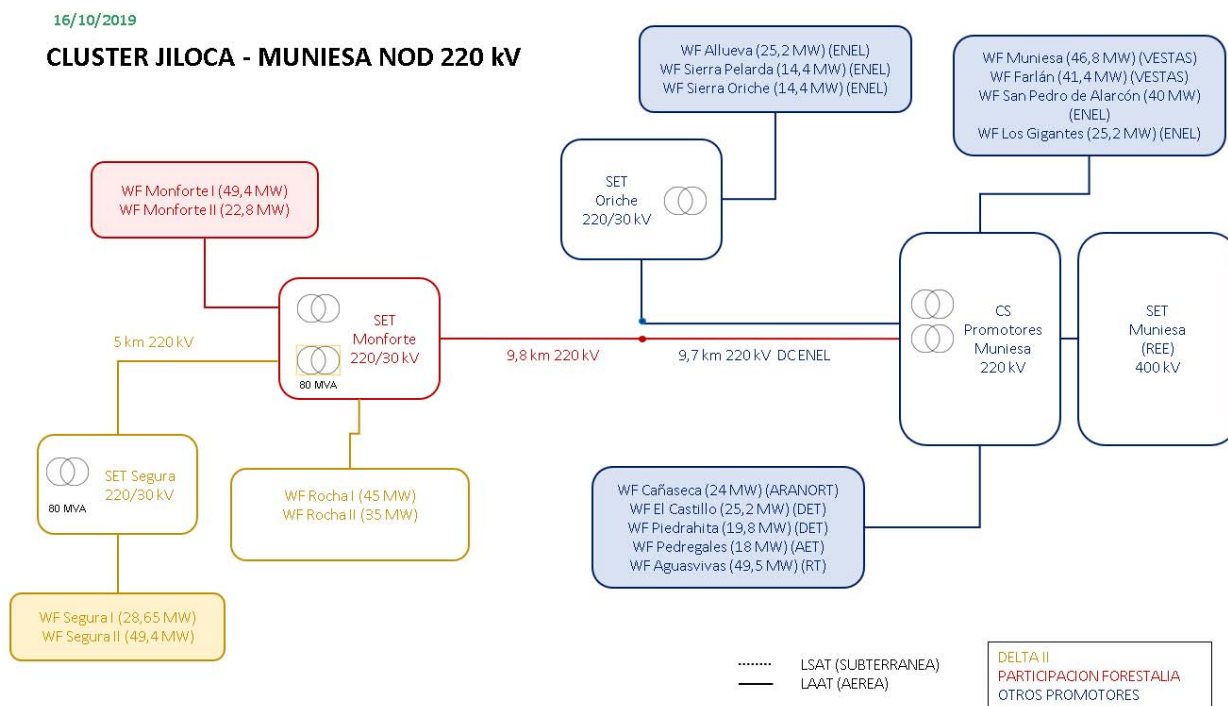 16/10/2019
CLUSTER JILOCA - MUNIESA NOD 220 kV
WF Allueva (25,2 MW) (ENEL)
WF Sierra Pelarda (14,4 MW) (ENEL)
WF Sierra Oriche (14,4 MW) (ENEL)
WF Muniesa (46,8 MW) (VESTAS)
WF Farlán (41,4 MW) (VESTAS)
WF San Pedro de Alarcón (40 MW)
(ENEL)
WF Los Gigantes (25,2 MW) (ENEL)
WF Monforte I (49,4 MW)
WF Monforte II (22,8 MW)
SET
Oriche
220/30 kV
SET
Monforte
220/30 kV
80 MVA
CS
Promotores
Muniesa
220 kV
SET
Muniesa
(REE)
400 kV
5 km 220 kV
9,8 km 220 kV
9,7 km 220 kV DC ENEL
SET Segura
220/30 kV
80 MVA
WF Rocha I (45 MW)
WF Rocha II (35 MW)
WF Cañaseca (24 MW) (ARANORT)
WF El Castillo (25,2 MW) (DET)
WF Piedrahita (19,8 MW) (DET)
WF Pedregales (18 MW) (AET)
WF Aguasvivas (49,5 MW) (RT)
WF Segura I (28,65 MW)
WF Segura II (49,4 MW)
LSAT (SUBTERRANEA)
LAAT (AEREA)
DELTA II
PARTICIPACION FORESTALIA
OTROS PROMOTORES